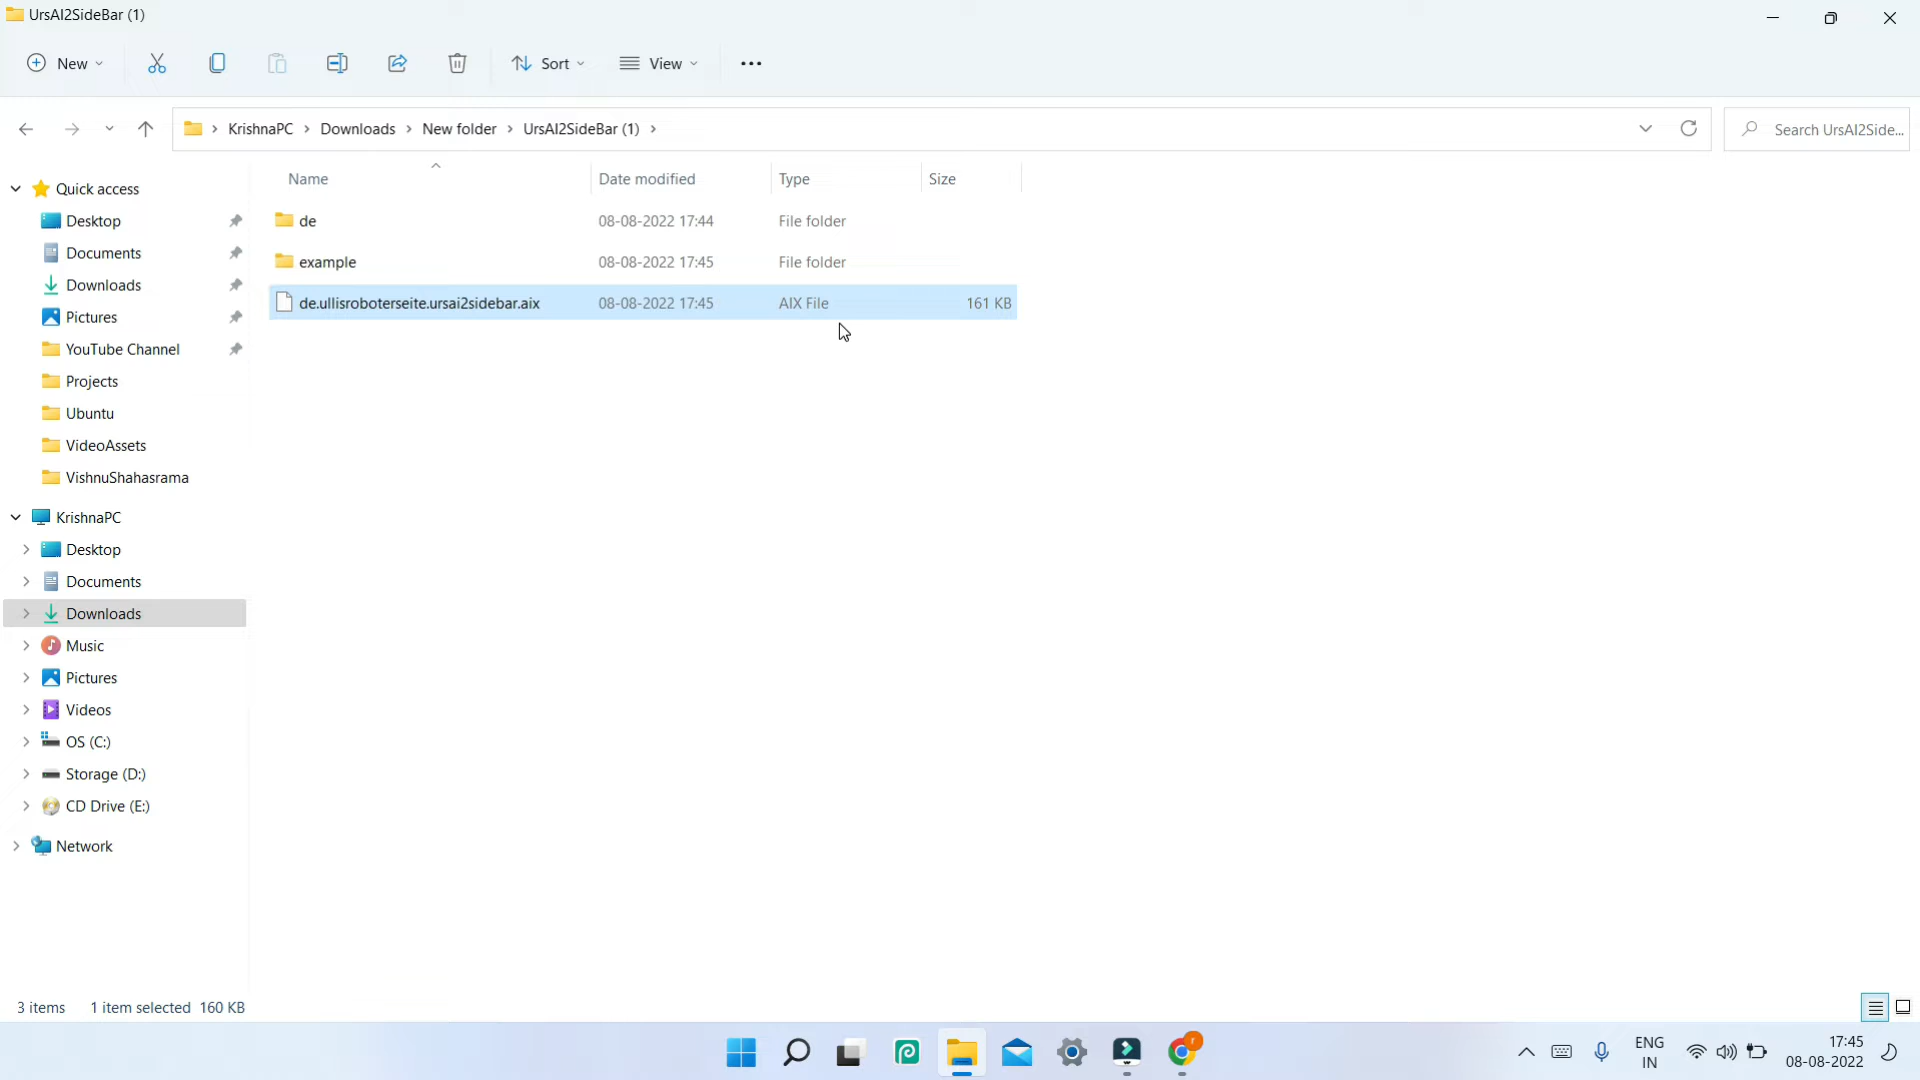 UrsAI2SideBar (1)
New
Sort
View
KrishnaPC
Downloads
New folder
UrsAI2SideBar (1)
Search UrsAI2Side...
Name
Date modified
Type
Size
de
08-08-2022 17:44
File folder
example
08-08-2022 17:45
File folder
de.ullisroboterseite.ursai2sidebar.aix
08-08-2022 17:45
AIX File
161 KB
Quick access
Desktop
Documents
Downloads
Pictures
YouTube Channel
Projects
Ubuntu
VideoAssets
VishnuShahasrama
KrishnaPC
Desktop
Documents
Downloads
Music
Pictures
Videos
OS (C:)
Storage (D:)
CD Drive (E:)
Network
3 items
1 item selected 160 KB
r
ENG
IN
17:45
08-08-2022